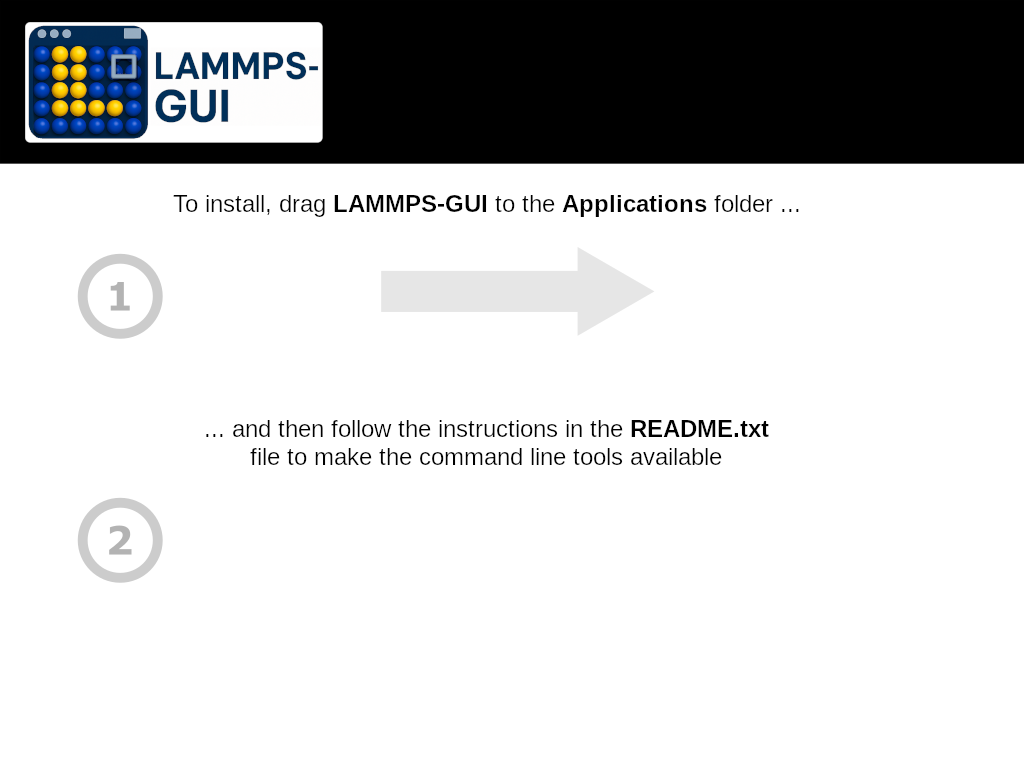 LAMMPS-
GUI
To install, drag LAMMPS-GUI to the Applications folder ...
1
... and then follow the instructions in the README.txt
file to make the command line tools available
2